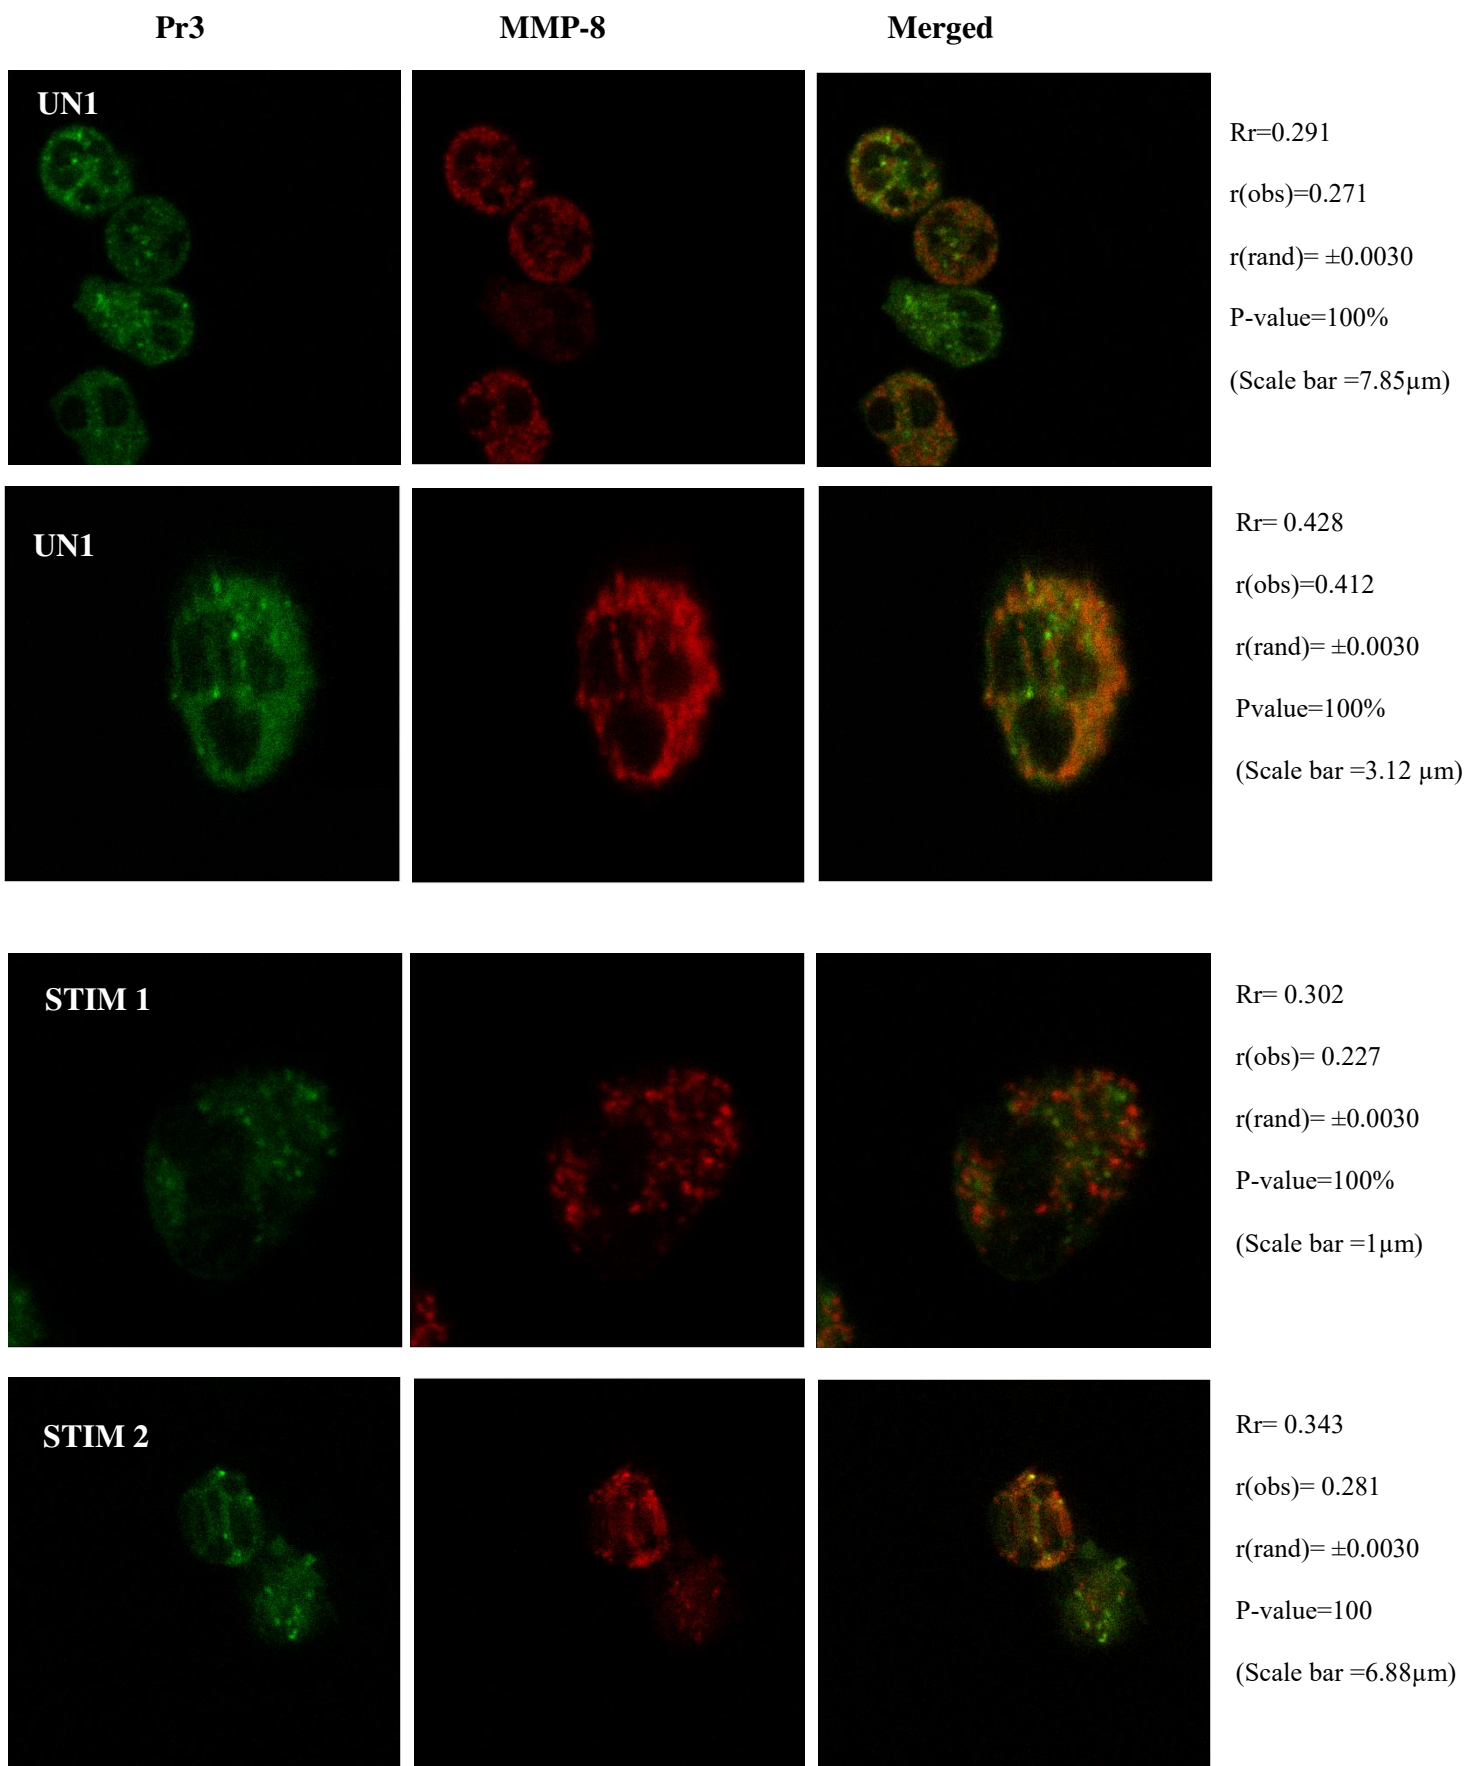 Pr3 MMP-8 Merged
UN1
Rr=0.291
r(obs)=0.271
r(rand)= ±0.0030
P-value=100%
(Scale bar =7.85µm)
UN1
Rr= 0.428
r(obs)=0.412
r(rand)= ±0.0030
Pvalue=100%
(Scale bar =3.12 µm)
STIM 1
Rr= 0.302
r(obs)= 0.227
r(rand)= ±0.0030
P-value=100%
(Scale bar =1µm)
STIM 2
Rr= 0.343
r(obs)= 0.281
r(rand)= ±0.0030
P-value=100
(Scale bar =6.88µm)